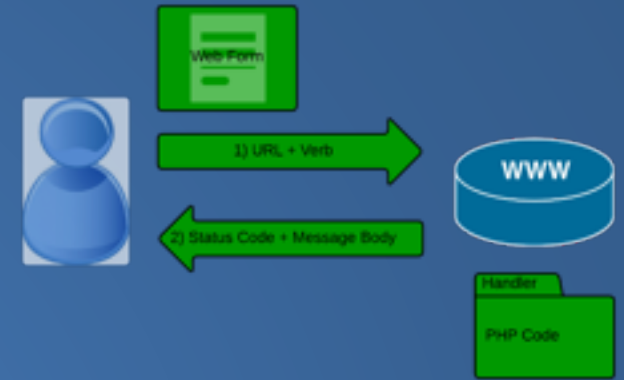 Web Form
1) URL + Verb
WWW
2) Status Code + Message Body
Handler
PHP Code